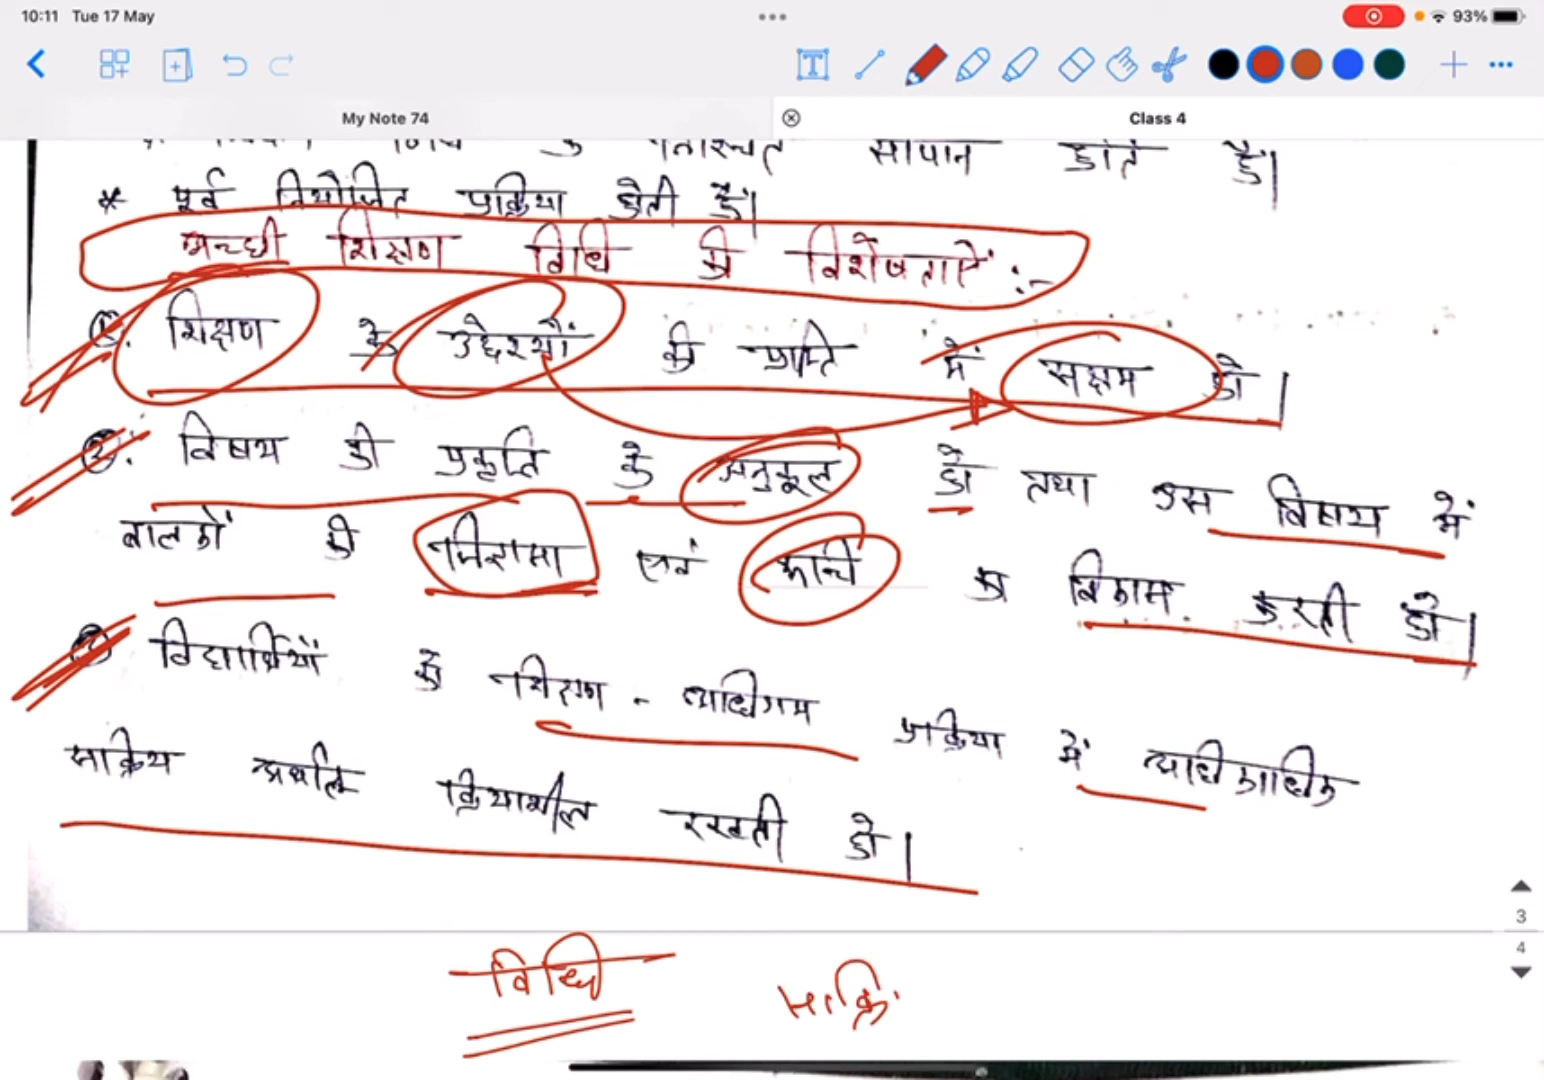 10:11 Tue 17 May
93%
My Note 74
Class 4
सोपान होते है।
* पूर्व नियोजित प्रक्रिया होती है।
अच्छी शिक्षण विधि की विशेषताऐं :-
①. शिक्षण के उद्देश्यों की प्राप्ति में सक्षम हो।
②. विषय की प्रकृति के अनुकूल हो तथा उस विषय में
बालकों की जिज्ञासा एवं रूचि का विकास करती हो।
③ विद्यार्थियों को शिक्षण - अधिगम प्रक्रिया में अधिकाधिक
सक्रिय अर्थात क्रियाशील रखती हो।
3
4
विधि सक्रि